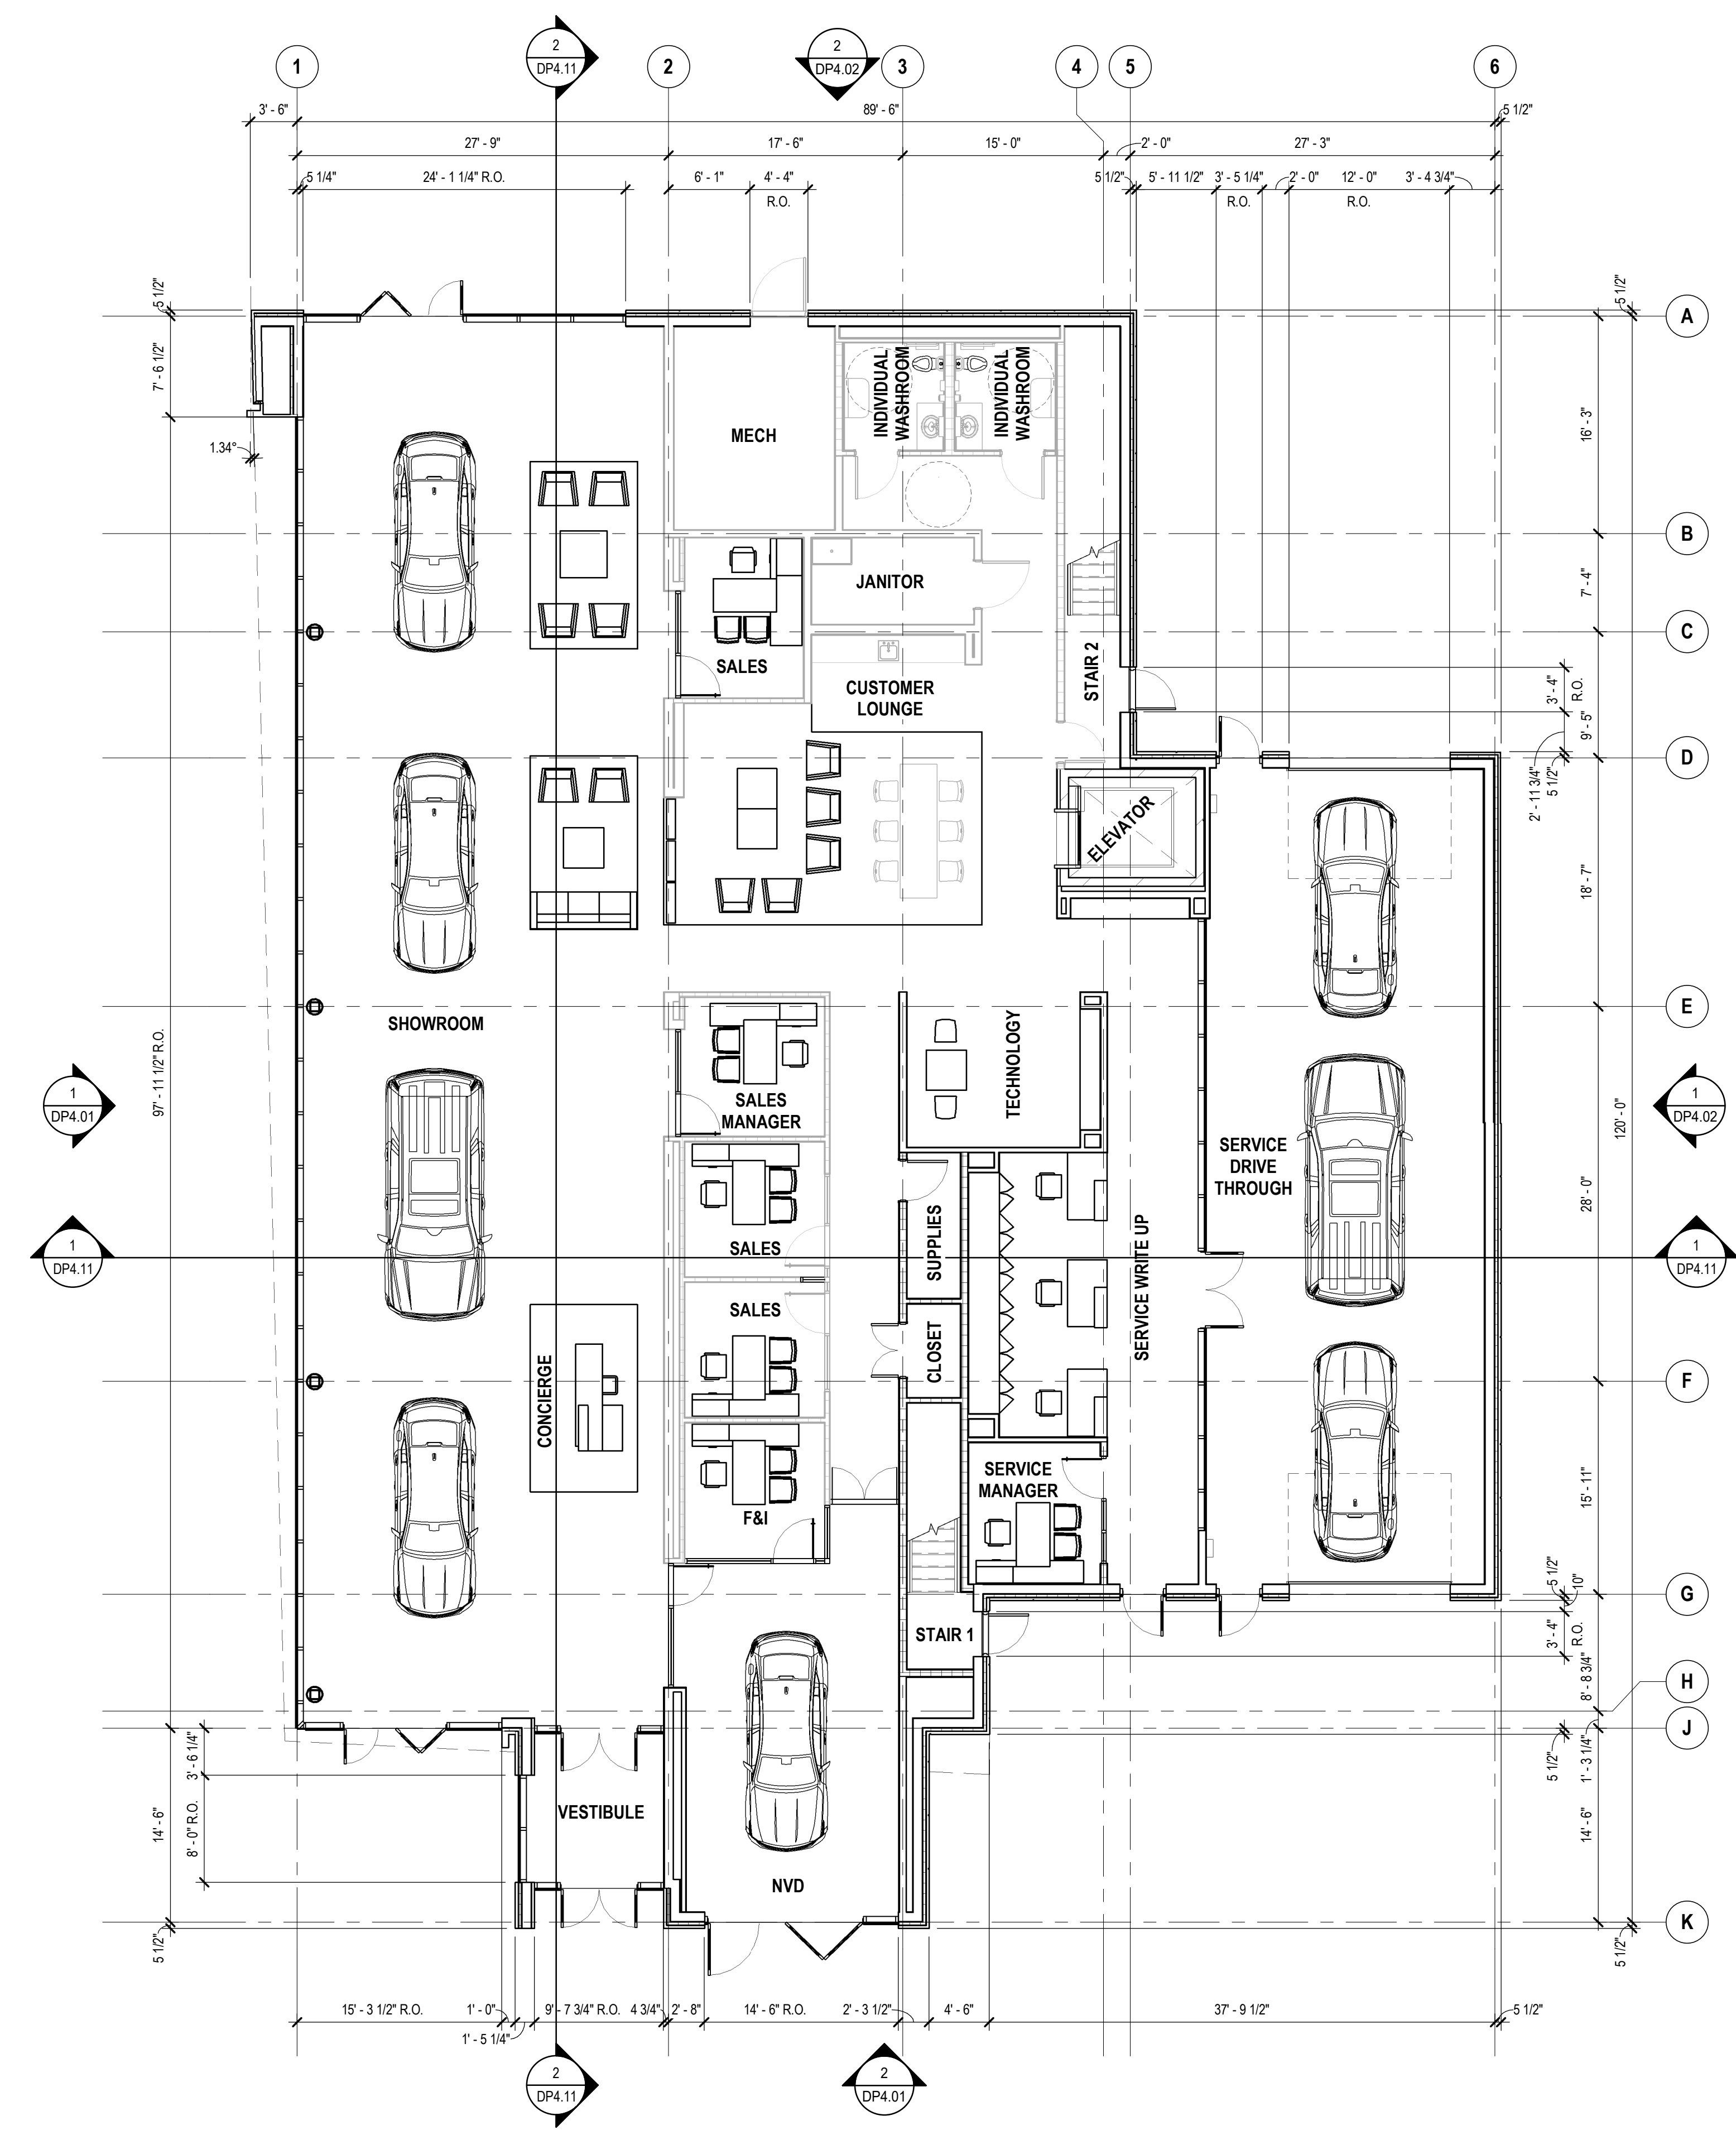 2
DP4.11
2
DP4.02
1
2
3
4
5
6
3' - 6"
89' - 6"
5 1/2"
27' - 9"
17' - 6"
15' - 0"
2' - 0"
27' - 3"
5 1/4"
24' - 1 1/4" R.O.
6' - 1"
4' - 4"
R.O.
5 1/2"
5' - 11 1/2"
3' - 5 1/4"
R.O.
2' - 0"
12' - 0"
R.O.
3' - 4 3/4"
5 1/2"
5 1/2"
A
7' - 6 1/2"
INDIVIDUAL
WASHROOM
INDIVIDUAL
WASHROOM
MECH
16' - 3"
1.34°
B
JANITOR
7' - 4"
C
SALES
CUSTOMER
LOUNGE
STAIR 2
3' - 4"
R.O.
9' - 5"
D
2' - 11 3/4"
5 1/2"
ELEVATOR
18' - 7"
E
SHOWROOM
TECHNOLOGY
97' - 11 1/2" R.O.
SALES
MANAGER
1
DP4.01
1
DP4.02
120' - 0"
SERVICE
DRIVE
THROUGH
28' - 0"
SUPPLIES
SALES
SERVICE WRITE UP
1
DP4.11
1
DP4.11
SALES
CLOSET
CONCIERGE
F
SERVICE
MANAGER
15' - 11"
F&I
5 1/2"
10"
G
STAIR 1
3' - 4"
R.O.
8' - 8 3/4"
H
J
3' - 6 1/4"
5 1/2"
1' - 3 1/4"
VESTIBULE
14' - 6"
8' - 0" R.O.
14' - 6"
NVD
K
5 1/2"
5 1/2"
15' - 3 1/2" R.O.
1' - 0"
1' - 5 1/4"
9' - 7 3/4" R.O.
4 3/4"
2' - 8"
14' - 6" R.O.
2' - 3 1/2"
4' - 6"
37' - 9 1/2"
5 1/2"
2
DP4.11
2
DP4.01